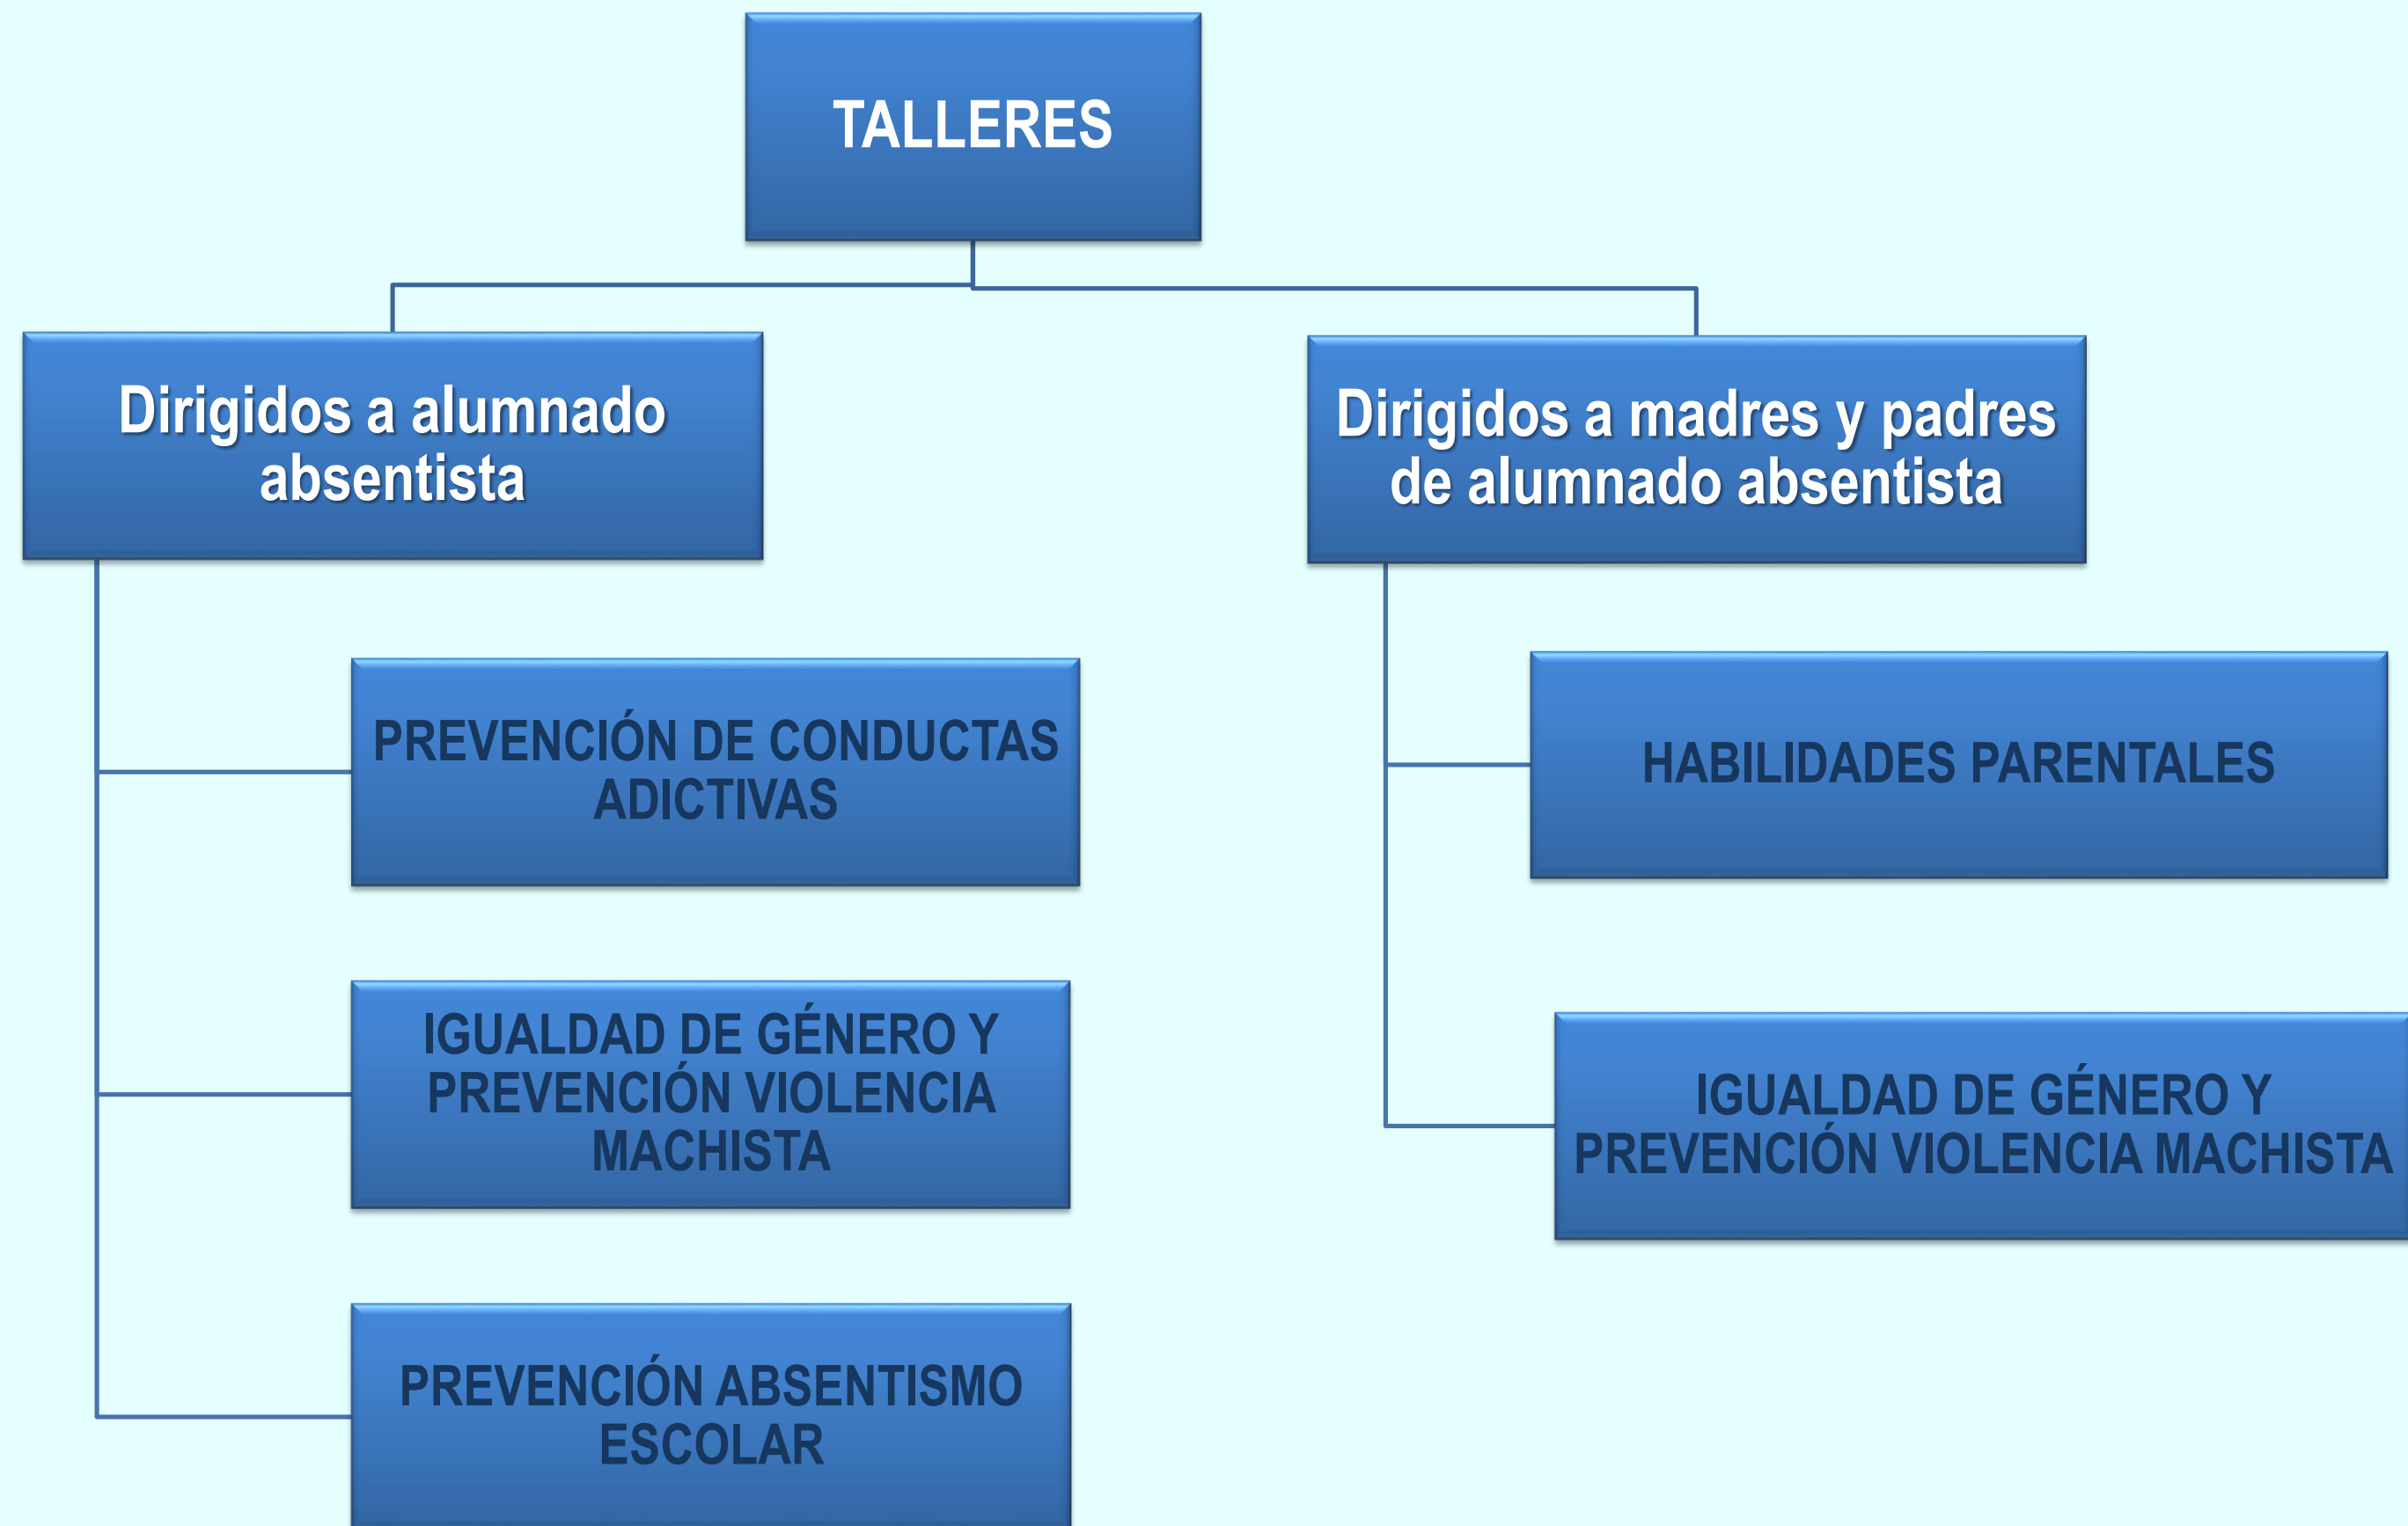 TALLERES
Dirigidos a alumnado
absentista
PREVENCIÓN DE CONDUCTAS
ADICTIVAS
IGUALDAD DE GÉNERO Y
PREVENCIÓN VIOLENCIA
MACHISTA
PREVENCIÓN ABSENTISMO
ESCOLAR
Dirigidos a madres y padres
de alumnado absentista
HABILIDADES PARENTALES
IGUALDAD DE GÉNERO Y
PREVENCIÓN VIOLENCIA MACHISTA